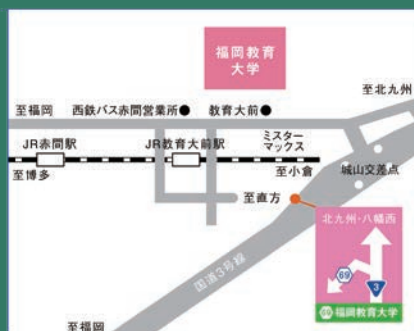 福岡教育
大学
至北九州
至福岡
西鉄バス赤間営業所
教育大前
JR赤間駅
JR教育大前駅
ミスター
マックス
至博多
至小倉
城山交差点
至直方
北九州・八幡西
69
3
国道3号線
69 福岡教育大学
至福岡